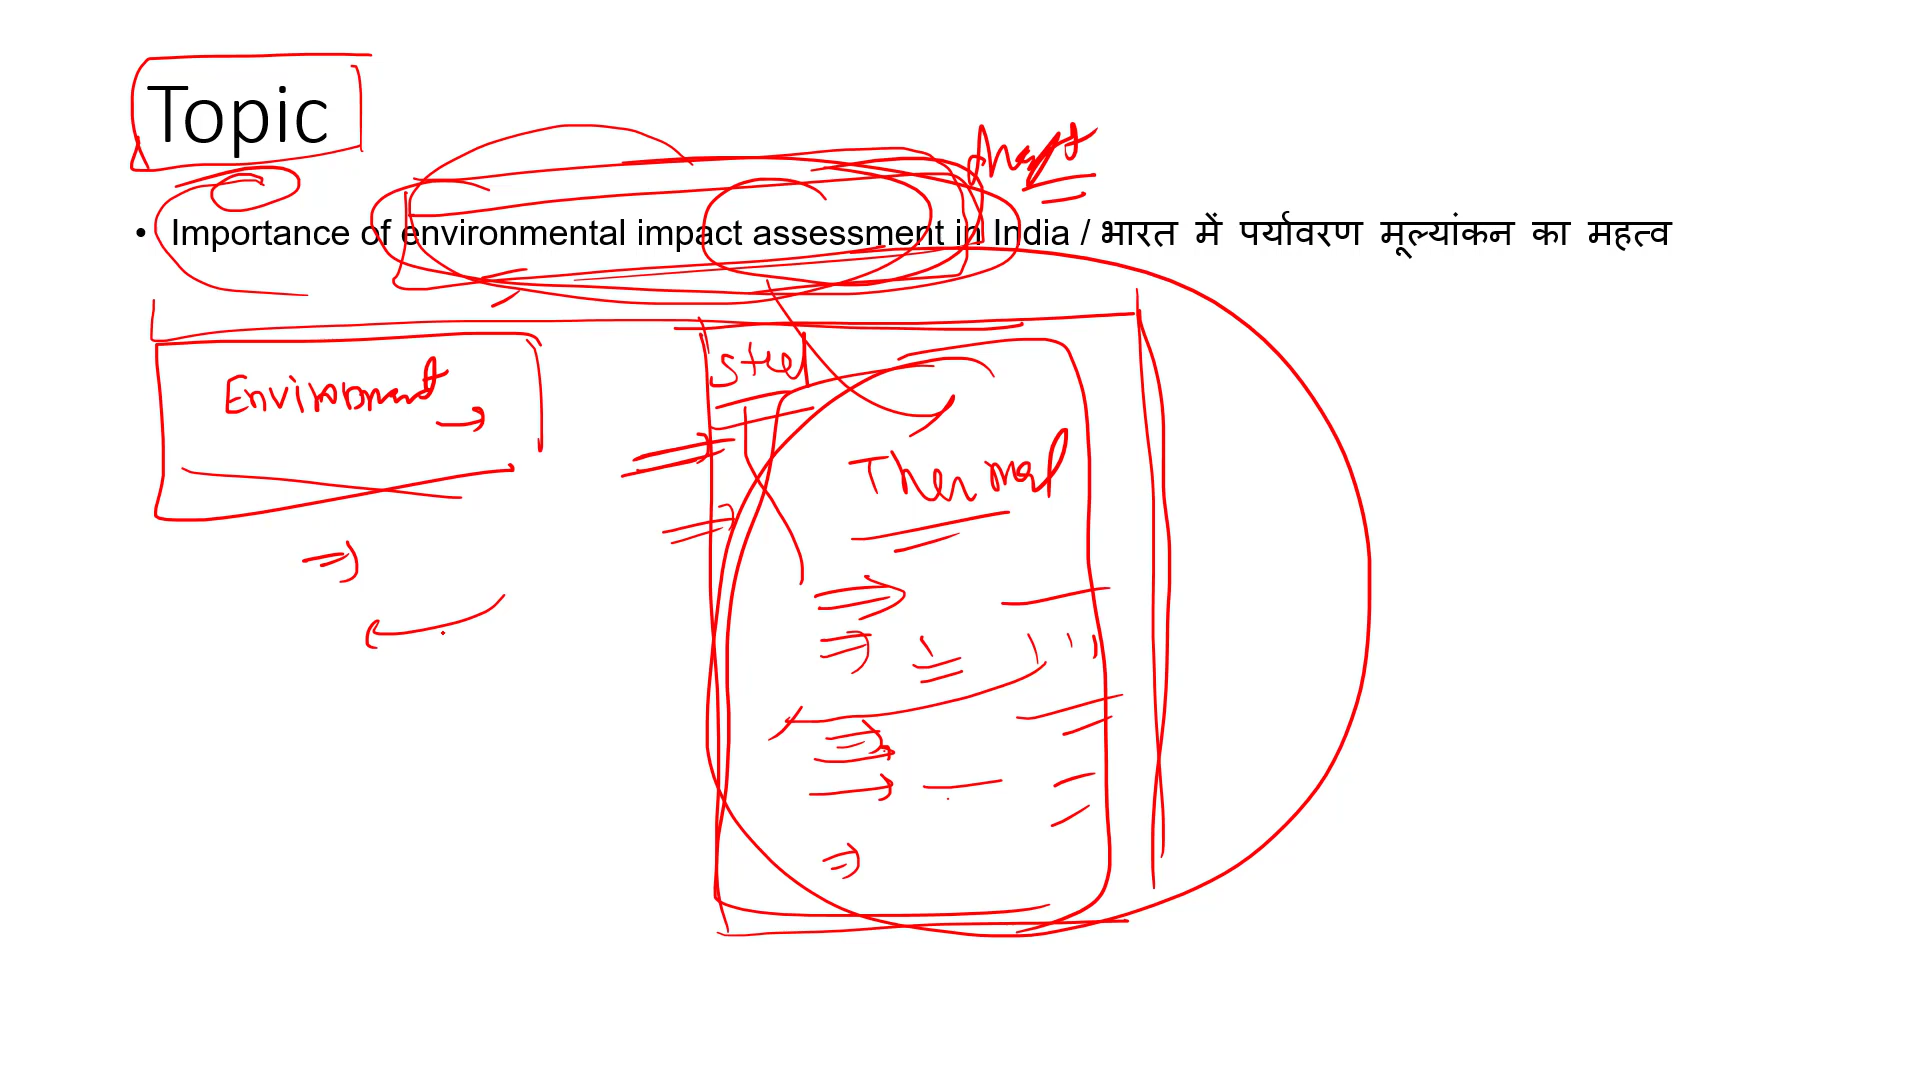 Topic
• Importance of environmental impact assessment in India / भारत में पर्यावरण मूल्यांकन का महत्व
Steel
Environment
Thermal